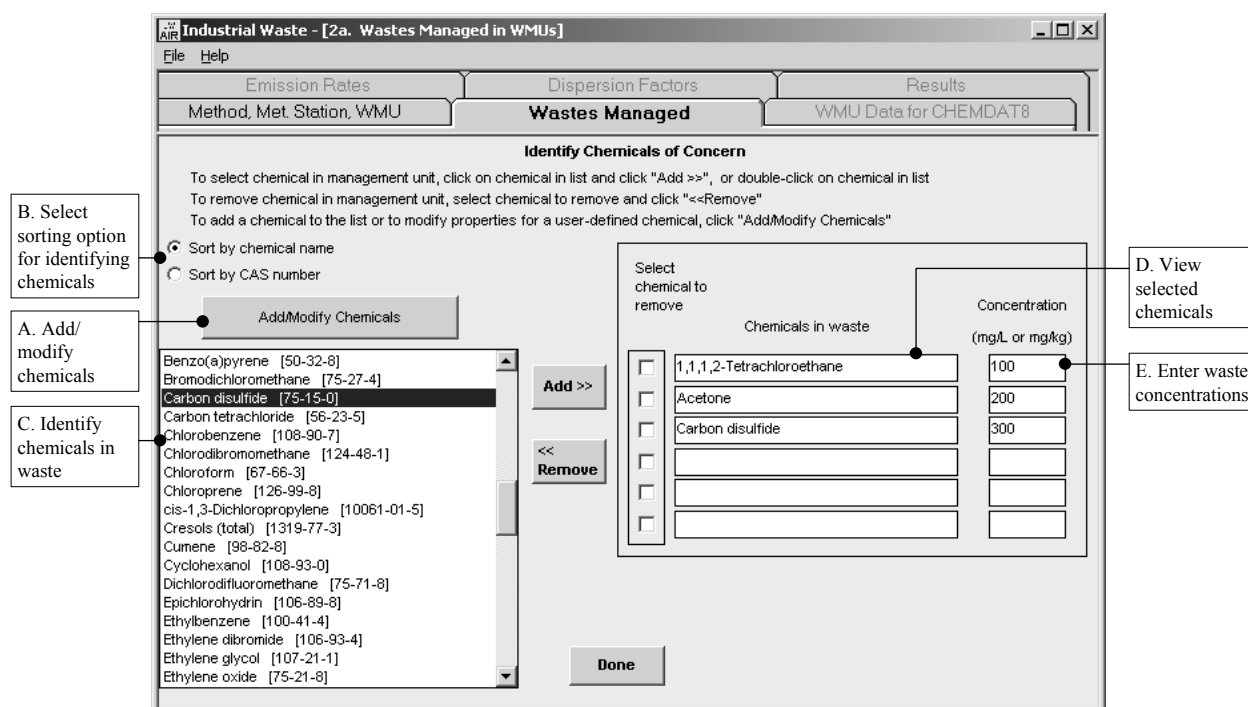 AIR Industrial Waste - [2a. Wastes Managed in WMUs]
File Help
Emission Rates Dispersion Factors Results
Method, Met. Station, WMU Wastes Managed WMU Data for CHEMDAT8
Identify Chemicals of Concern
To select chemical in management unit, click on chemical in list and click "Add >>", or double-click on chemical in list
To remove chemical in management unit, select chemical to remove and click "<<Remove"
To add a chemical to the list or to modify properties for a user-defined chemical, click "Add/Modify Chemicals"
B. Select
sorting option
for identifying
chemicals
Sort by chemical name
Sort by CAS number
A. Add/
modify
chemicals
Add/Modify Chemicals
C. Identify
chemicals in
waste
Benzo(a)pyrene [50-32-8]
Bromodichloromethane [75-27-4]
Carbon disulfide [75-15-0]
Carbon tetrachloride [56-23-5]
Chlorobenzene [108-90-7]
Chlorodibromomethane [124-48-1]
Chloroform [67-66-3]
Chloroprene [126-99-8]
cis-1,3-Dichloropropylene [10061-01-5]
Cresols (total) [1319-77-3]
Cumene [98-82-8]
Cyclohexanol [108-93-0]
Dichlorodifluoromethane [75-71-8]
Epichlorohydrin [106-89-8]
Ethylbenzene [100-41-4]
Ethylene dibromide [106-93-4]
Ethylene glycol [107-21-1]
Ethylene oxide [75-21-8]
Add >>
<<
Remove
Select
chemical to
remove
Chemicals in waste
Concentration
(mg/L or mg/kg)
1,1,1,2-Tetrachloroethane 100
Acetone 200
Carbon disulfide 300
D. View
selected
chemicals
E. Enter waste
concentrations
Done